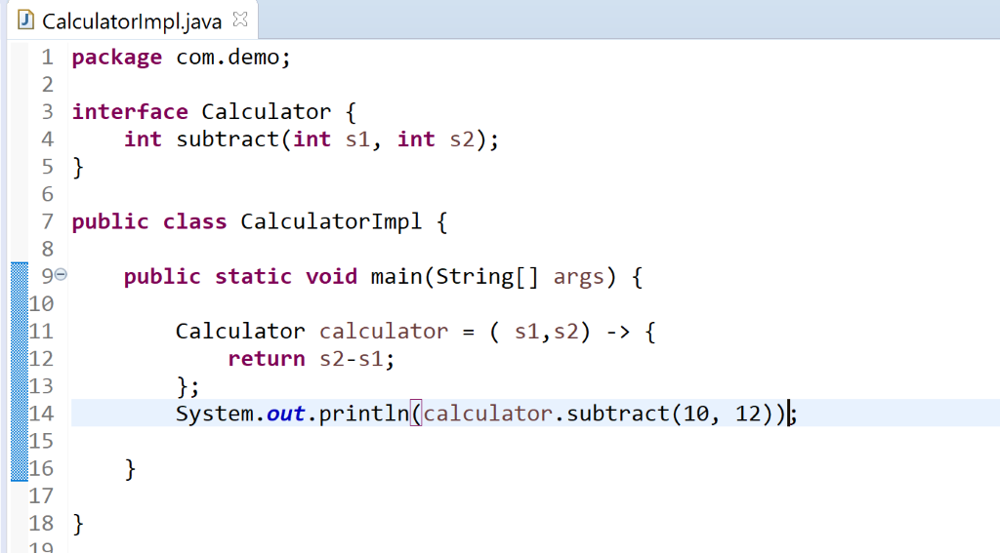 CalculatorImpl.java
1 package com.demo;
2
3 interface Calculator {
4 int subtract(int s1, int s2);
5 }
6
7 public class CalculatorImpl {
8
9 public static void main(String[] args) {
10
11 Calculator calculator = ( s1,s2) -> {
12 return s2-s1;
13 };
14 System.out.println(calculator.subtract(10, 12));
15
16 }
17
18 }
19